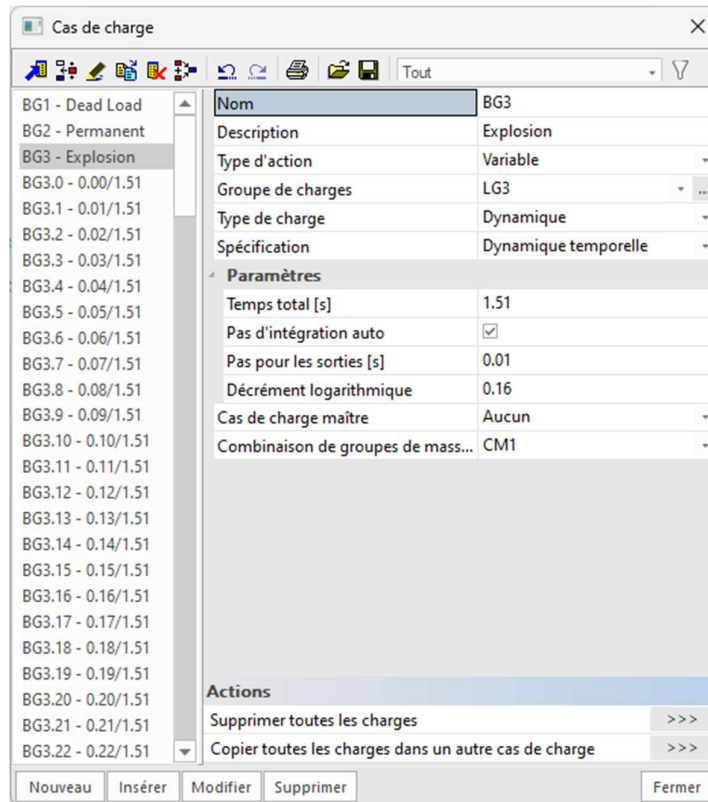 Cas de charge
Tout
BG1 - Dead Load
BG2 - Permanent
BG3 - Explosion
BG3.0 - 0.00/1.51
BG3.1 - 0.01/1.51
BG3.2 - 0.02/1.51
BG3.3 - 0.03/1.51
BG3.4 - 0.04/1.51
BG3.5 - 0.05/1.51
BG3.6 - 0.06/1.51
BG3.7 - 0.07/1.51
BG3.8 - 0.08/1.51
BG3.9 - 0.09/1.51
BG3.10 - 0.10/1.51
BG3.11 - 0.11/1.51
BG3.12 - 0.12/1.51
BG3.13 - 0.13/1.51
BG3.14 - 0.14/1.51
BG3.15 - 0.15/1.51
BG3.16 - 0.16/1.51
BG3.17 - 0.17/1.51
BG3.18 - 0.18/1.51
BG3.19 - 0.19/1.51
BG3.20 - 0.20/1.51
BG3.21 - 0.21/1.51
BG3.22 - 0.22/1.51
Nom BG3
Description Explosion
Type d'action Variable
Groupe de charges LG3 ...
Type de charge Dynamique
Spécification Dynamique temporelle
Paramètres
Temps total [s] 1.51
Pas d'intégration auto
Pas pour les sorties [s] 0.01
Décrément logarithmique 0.16
Cas de charge maître Aucun
Combinaison de groupes de mass... CM1
Actions
Supprimer toutes les charges >>>
Copier toutes les charges dans un autre cas de charge >>>
Nouveau Insérer Modifier Supprimer Fermer